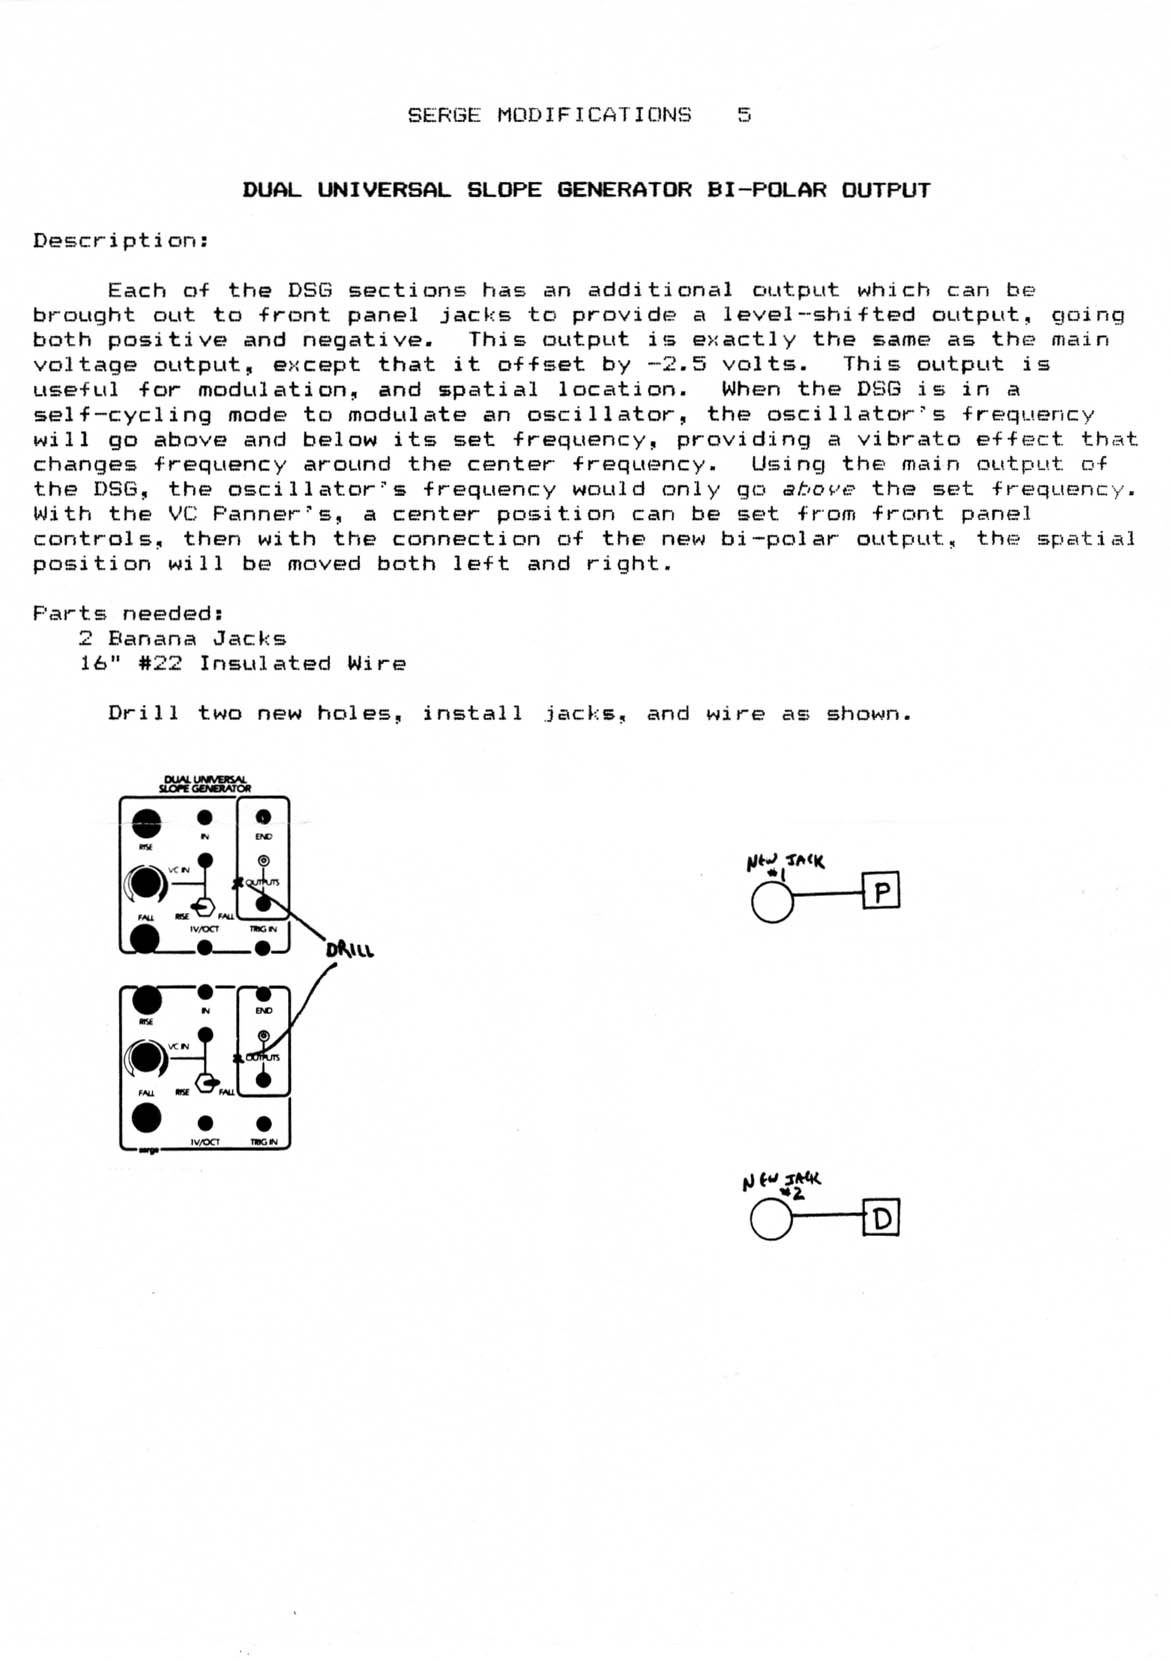 SERGE MODIFICATIONS 5
DUAL UNIVERSAL SLOPE GENERATOR BI-POLAR OUTPUT
Description:
Each of the DSG sections has an additional output which can be
brought out to front panel jacks to provide a level-shifted output, going
both positive and negative. This output is exactly the same as the main
voltage output, except that it offset by -2.5 volts. This output is
useful for modulation, and spatial location. When the DSG is in a
self-cycling mode to modulate an oscillator, the oscillator's frequency
will go above and below its set frequency, providing a vibrato effect that
changes frequency around the center frequency. Using the main output of
the DSG, the oscillator's frequency would only go above the set frequency.
With the VC Panner's, a center position can be set from front panel
controls, then with the connection of the new bi-polar output, the spatial
position will be moved both left and right.
Parts needed:
2 Banana Jacks
16" #22 Insulated Wire
Drill two new holes, install jacks, and wire as shown.
DUAL UNIVERSAL
SLOPE GENERATOR
IN
END
RISE
VC IN
OUTPUTS
FALL
RISE
FALL
1V/OCT
TRIG IN
DRILL
IN
END
RISE
VC IN
OUTPUTS
FALL
RISE
FALL
1V/OCT
TRIG IN
serge
NEW JACK
#1
P
NEW JACK
#2
D